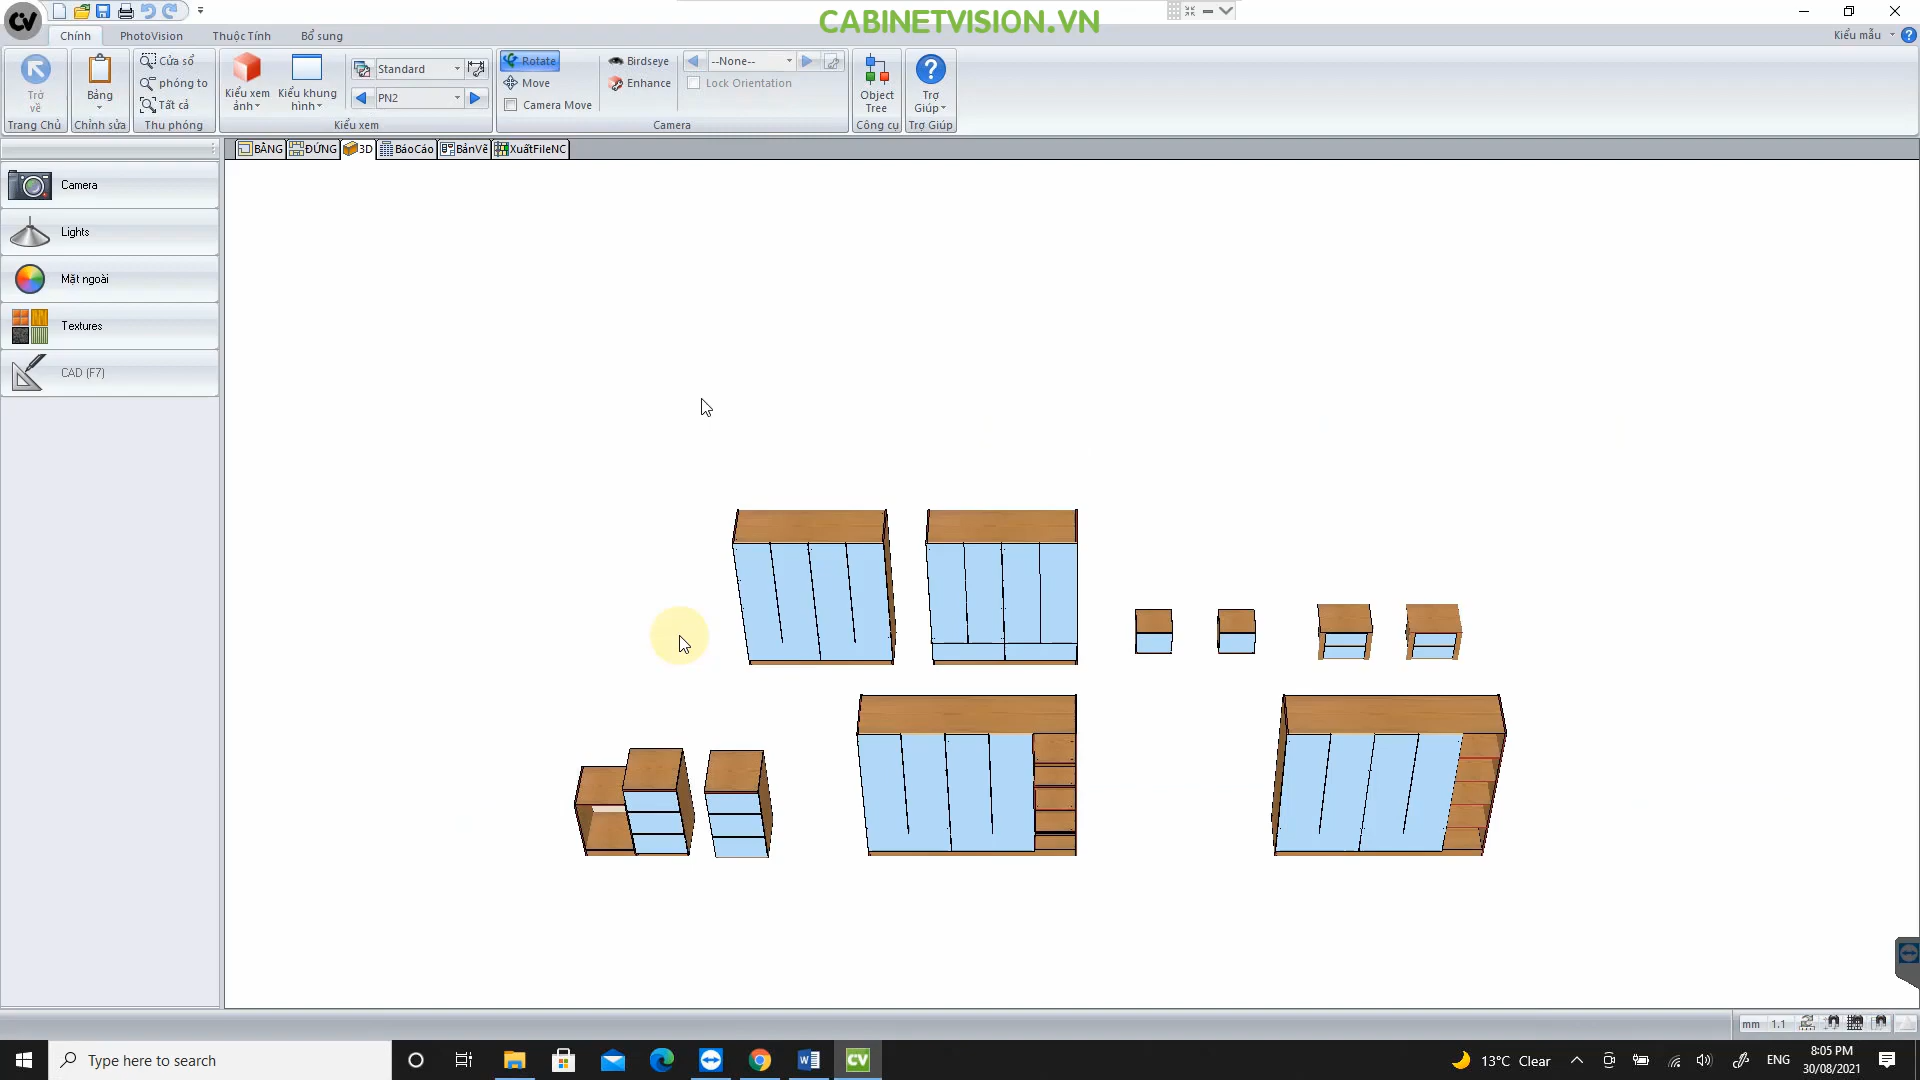 CABINETVISION.VN
Chính PhotoVision Thuộc Tính Bổ sung Kiểu mẫu
Trở về
Trang Chủ
Bảng
Chỉnh sửa
Cửa sổ
phóng to
Tất cả
Thu phóng
Kiểu xem ảnh
Kiểu khung hình
Standard
PN2
Kiểu xem
Rotate
Move
Camera Move
Birdseye
Enhance
--None--
Lock Orientation
Camera
Object Tree
Công cụ
Trợ Giúp
Trợ Giúp
BẰNG ĐỨNG 3D BáoCáo BảnVẽ XuấtFileNC
Camera
Lights
Mặt ngoài
Textures
CAD (F7)
mm 1.1
Type here to search
CV
13°C Clear
ENG
8:05 PM
30/08/2021